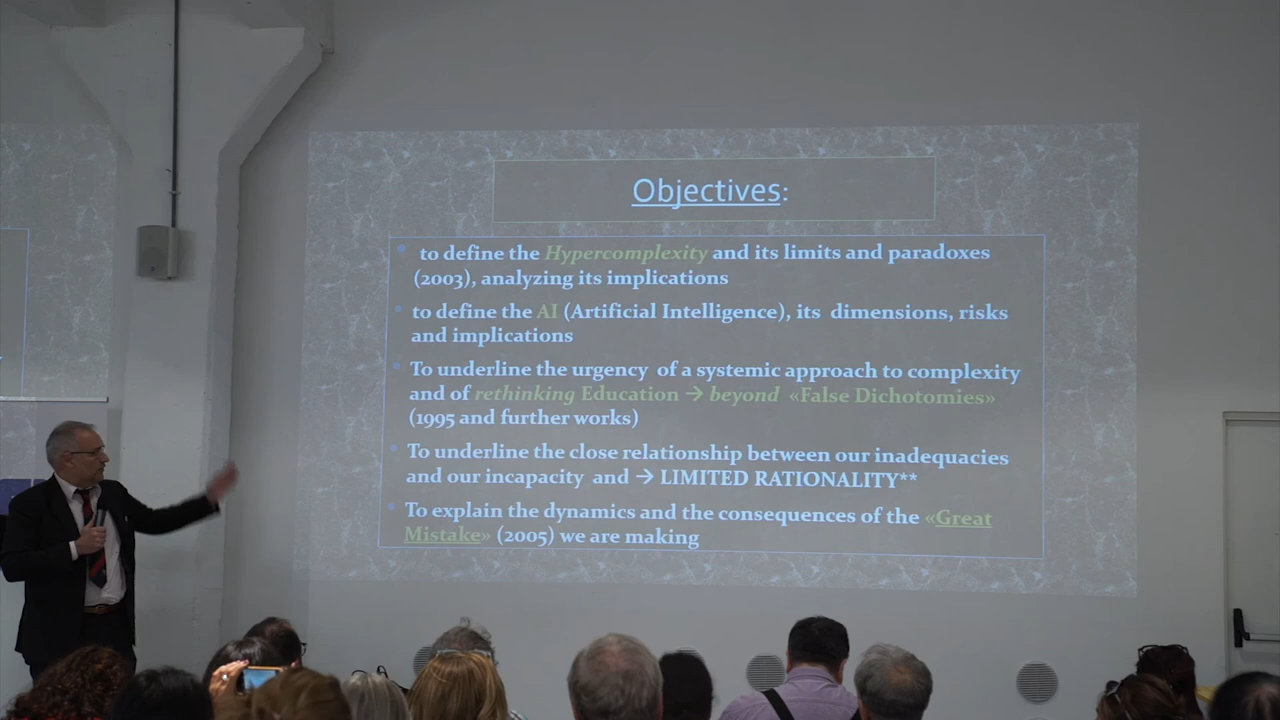 Objectives:
to define the Hypercomplexity and its limits and paradoxes
(2003), analyzing its implications
to define the AI (Artificial Intelligence), its dimensions, risks
and implications
To underline the urgency of a systemic approach to complexity
and of rethinking Education → beyond «False Dichotomies»
(1995 and further works)
To underline the close relationship between our inadequacies
and our incapacity and → LIMITED RATIONALITY**
To explain the dynamics and the consequences of the «Great
Mistake» (2005) we are making